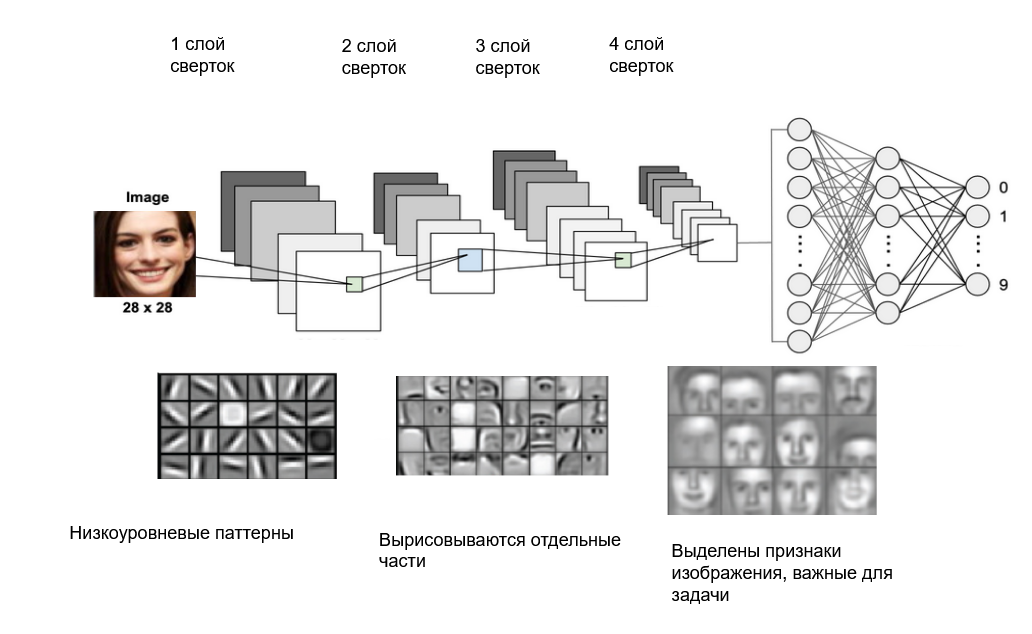 1 слой
сверток
2 слой
сверток
3 слой
сверток
4 слой
сверток
Image
28 x 28
0
1
9
Низкоуровневые паттерны
Вырисовываются отдельные
части
Выделены признаки
изображения, важные для
задачи